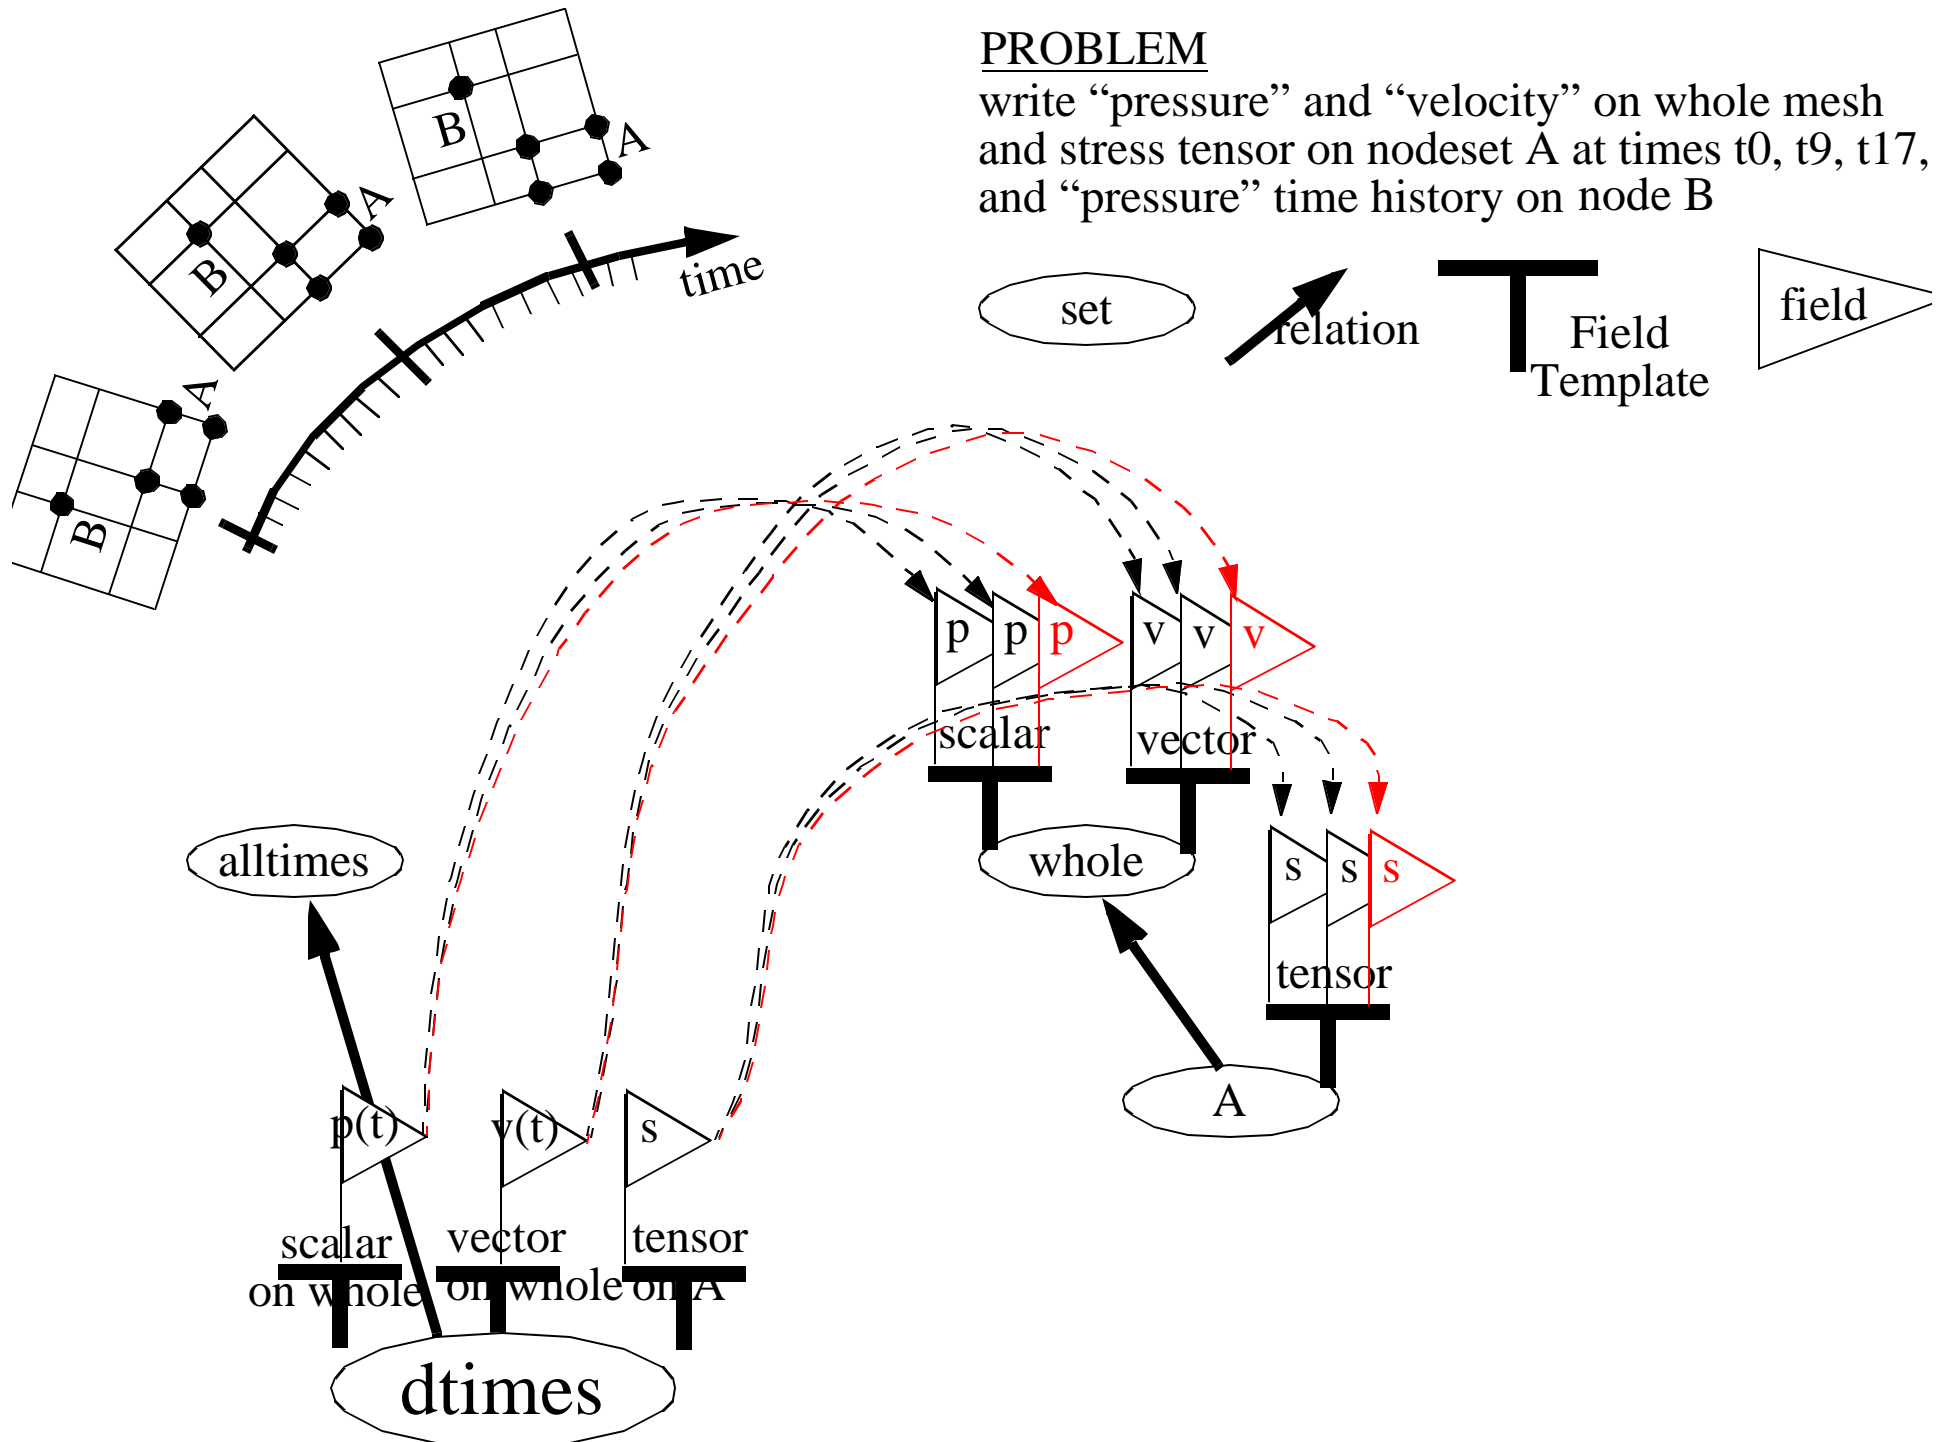 PROBLEM
write “pressure” and “velocity” on whole mesh
and stress tensor on nodeset A at times t0, t9, t17,
and “pressure” time history on node B
set
relation
Field
Template
field
B
A
B
A
time
A
B
p
p
p
v
v
v
scalar
vector
alltimes
whole
s
s
s
tensor
A
p(t)
v(t)
s
scalar
on whole
vector
on whole
tensor
on A
dtimes